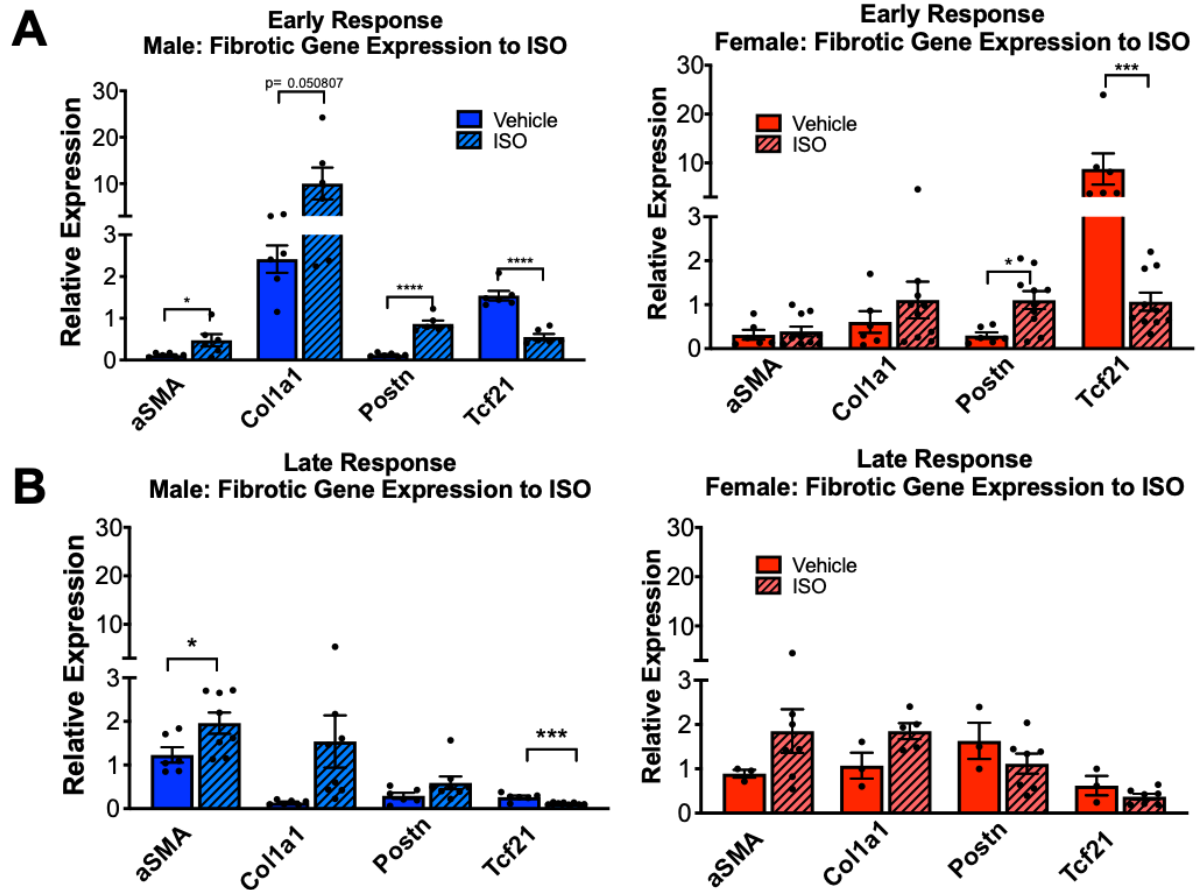 A
Early Response
Male: Fibrotic Gene Expression to ISO
Relative Expression
30
20
10
3
2
1
0
p= 0.050807
*
****
****
Vehicle
ISO
aSMA
Col1a1
Postn
Tcf21
Early Response
Female: Fibrotic Gene Expression to ISO
Relative Expression
30
20
10
3
2
1
0
*
***
Vehicle
ISO
aSMA
Col1a1
Postn
Tcf21
B
Late Response
Male: Fibrotic Gene Expression to ISO
Relative Expression
30
20
10
3
2
1
0
*
***
aSMA
Col1a1
Postn
Tcf21
Late Response
Female: Fibrotic Gene Expression to ISO
Relative Expression
30
20
10
3
2
1
0
Vehicle
ISO
aSMA
Col1a1
Postn
Tcf21